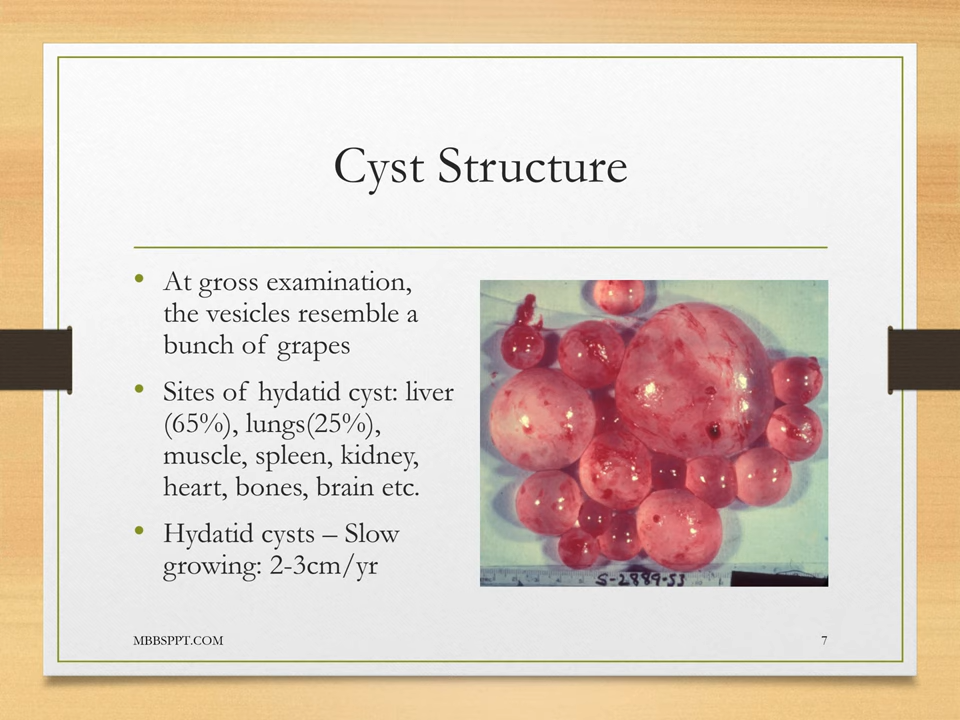 Cyst Structure
• At gross examination,
the vesicles resemble a
bunch of grapes
• Sites of hydatid cyst: liver
(65%), lungs(25%),
muscle, spleen, kidney,
heart, bones, brain etc.
• Hydatid cysts – Slow
growing: 2-3cm/yr
S-2889-53
MBBSPPT.COM
7